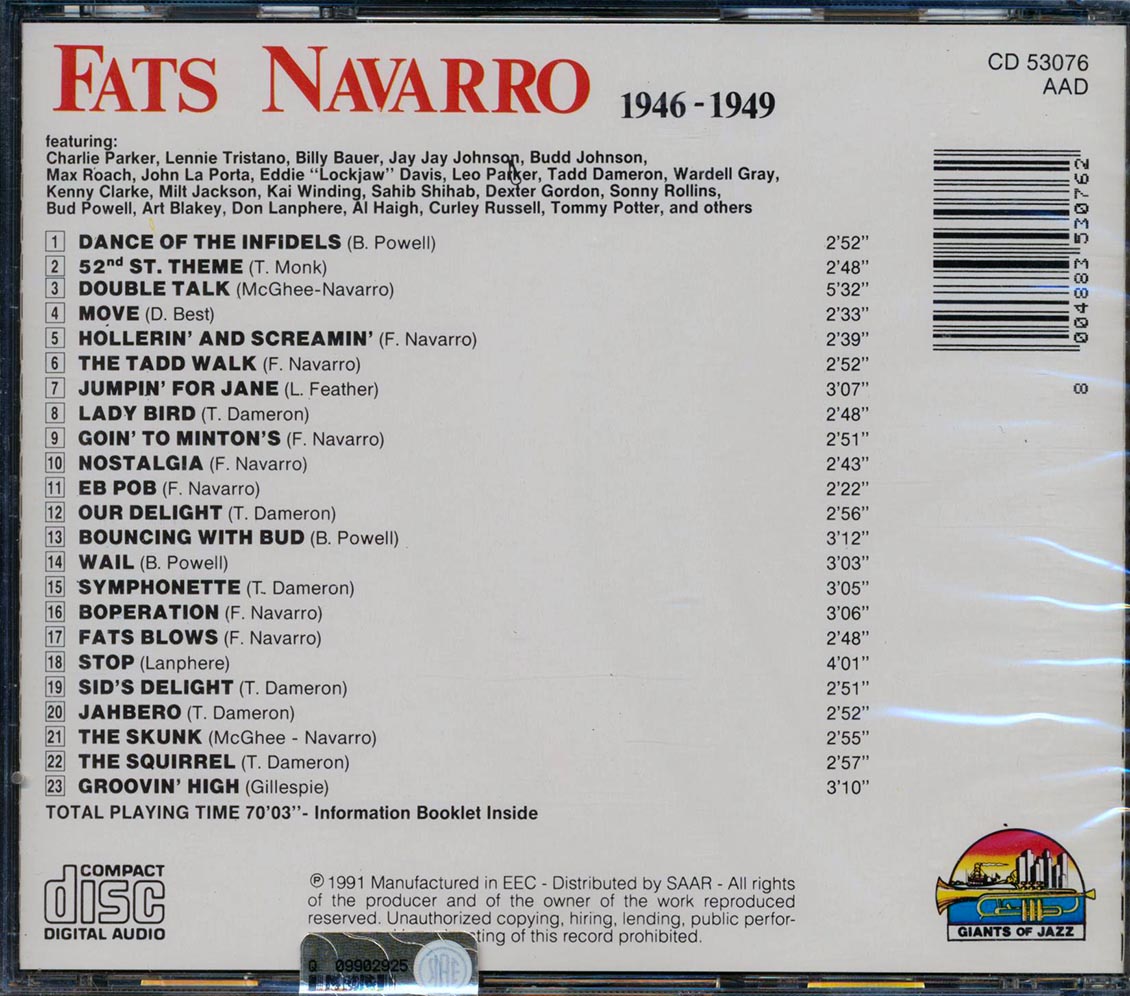 FATS NAVARRO 1946 - 1949
CD 53076
AAD
featuring:
Charlie Parker, Lennie Tristano, Billy Bauer, Jay Jay Johnson, Budd Johnson,
Max Roach, John La Porta, Eddie "Lockjaw" Davis, Leo Parker, Tadd Dameron, Wardell Gray,
Kenny Clarke, Milt Jackson, Kai Winding, Sahib Shihab, Dexter Gordon, Sonny Rollins,
Bud Powell, Art Blakey, Don Lanphere, Al Haigh, Curley Russell, Tommy Potter, and others
1 DANCE OF THE INFiDELS (B. Powell) 2'52"
2 52nd ST. THEME (T. Monk) 2'48"
3 DOUBLE TALK (McGhee-Navarro) 5'32"
4 MOVE (D. Best) 2'33"
5 HOLLERIN' AND SCREAMIN' (F. Navarro) 2'39"
6 THE TADD WALK (F. Navarro) 2'52"
7 JUMPIN' FOR JANE (L. Feather) 3'07"
8 LADY BIRD (T. Dameron) 2'48"
9 GOIN' TO MINTON'S (F. Navarro) 2'51"
10 NOSTALGIA (F. Navarro) 2'43"
11 EB POB (F. Navarro) 2'22"
12 OUR DELIGHT (T. Dameron) 2'56"
13 BOUNCING WITH BUD (B. Powell) 3'12"
14 WAIL (B. Powell) 3'03"
15 SYMPHONETTE (T. Dameron) 3'05"
16 BOPERATION (F. Navarro) 3'06"
17 FATS BLOWS (F. Navarro) 2'48"
18 STOP (Lanphere) 4'01"
19 SID'S DELIGHT (T. Dameron) 2'51"
20 JAHBERO (T. Dameron) 2'52"
21 THE SKUNK (McGhee - Navarro) 2'55"
22 THE SQUIRREL (T. Dameron) 2'57"
23 GROOVIN' HIGH (Gillespie) 3'10"
TOTAL PLAYING TIME 70'03"- Information Booklet Inside
8 004883 530762
COMPACT
disc
DIGITAL AUDIO
℗ 1991 Manufactured in EEC - Distributed by SAAR - All rights
of the producer and of the owner of the work reproduced
reserved. Unauthorized copying, hiring, lending, public perfor-
ting of this record prohibited.
Q 09902925
SIAE
GIANTS OF JAZZ